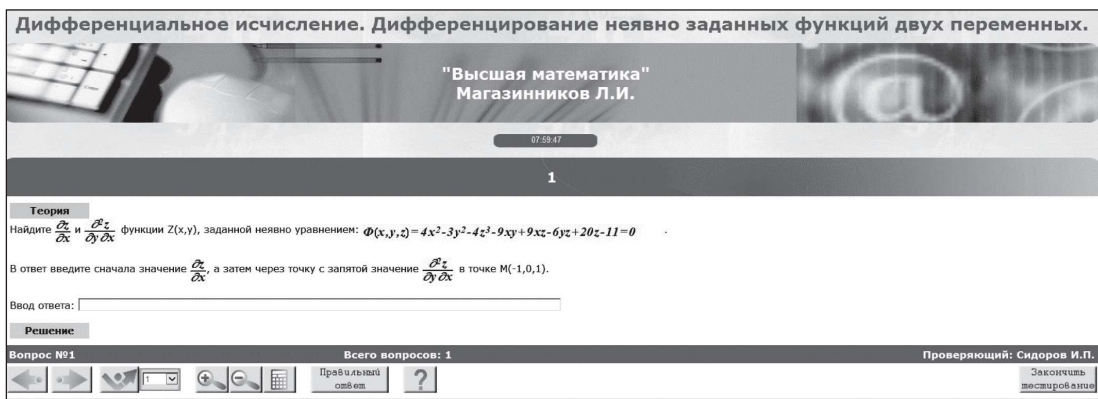 Дифференциальное исчисление. Дифференцирование неявно заданных функций двух переменных.
"Высшая математика"
Магазинников Л.И.
07:59:47
1
Теория
Найдите ∂z/∂x и ∂²z/∂y∂x функции Z(x,y), заданной неявно уравнением: Φ(x,y,z)=4x²-3y²-4z³-9xy+9xz-6yz+20z-11=0 .
В ответ введите сначала значение ∂z/∂x, а затем через точку с запятой значение ∂²z/∂y∂x в точке M(-1,0,1).
Ввод ответа:
Решение
Вопрос №1 Всего вопросов: 1 Проверяющий: Сидоров И.П.
1 Правильный ответ ? Закончить тестирование